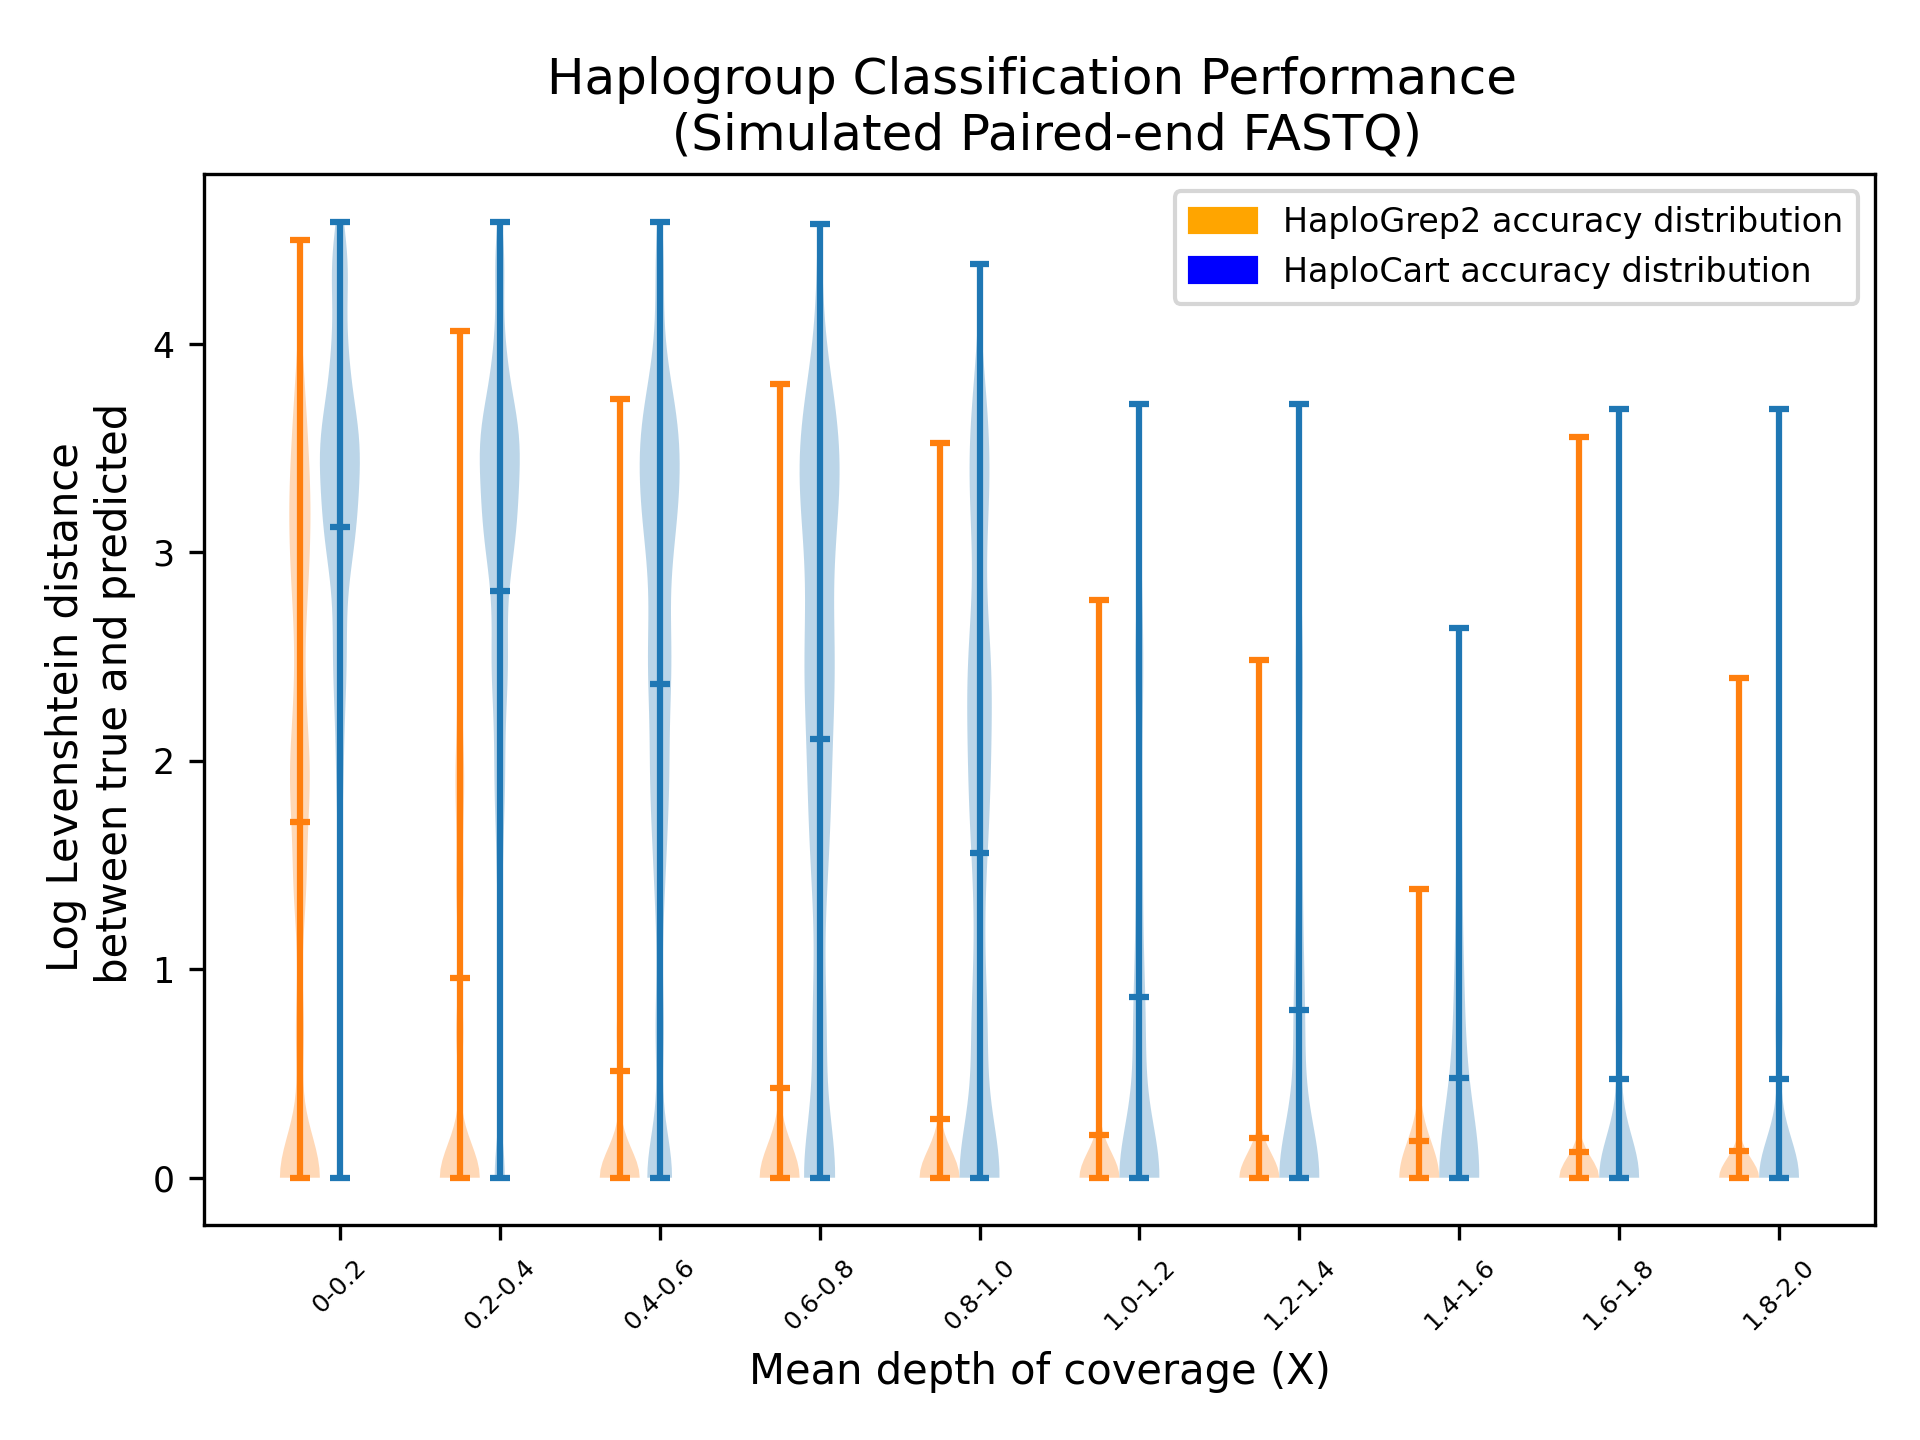 Haplogroup Classification Performance
(Simulated Paired-end FASTQ)
HaploGrep2 accuracy distribution
HaploCart accuracy distribution
Log Levenshtein distance
between true and predicted
4
3
2
1
0
0-0.2
0.2-0.4
0.4-0.6
0.6-0.8
0.8-1.0
1.0-1.2
1.2-1.4
1.4-1.6
1.6-1.8
1.8-2.0
Mean depth of coverage (X)